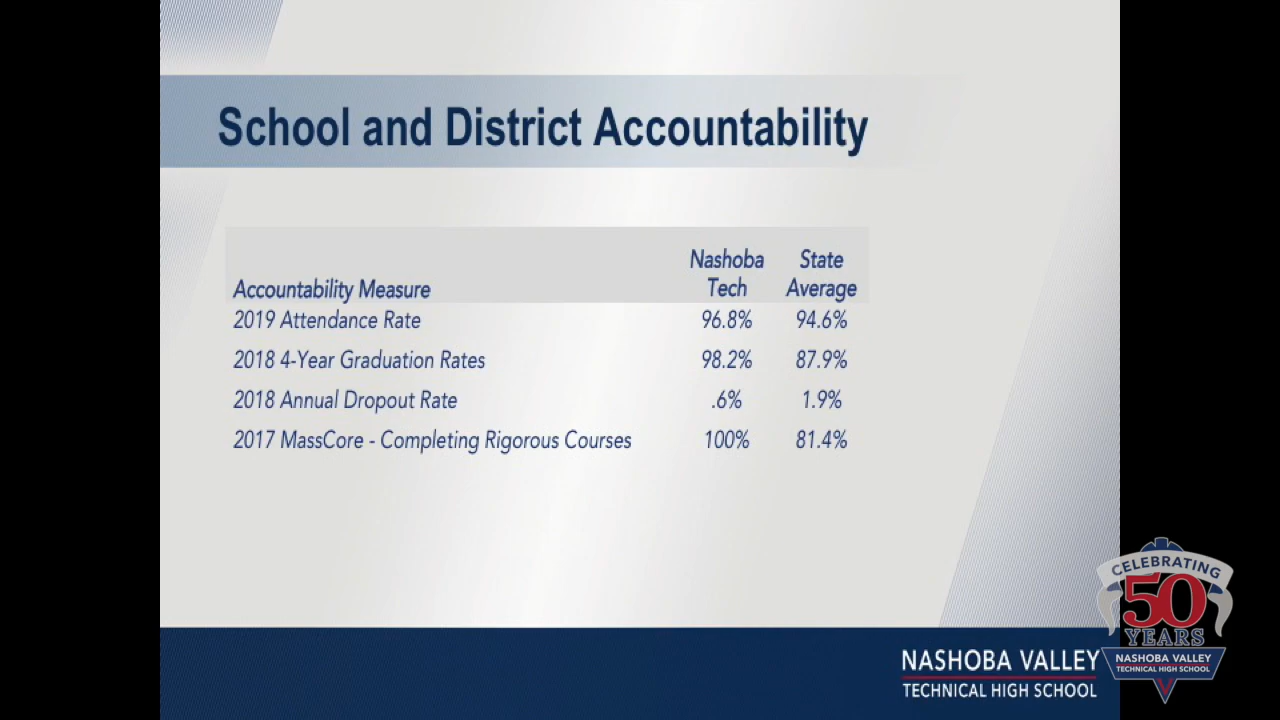 School and District Accountability
Nashoba State
Accountability Measure Tech Average
2019 Attendance Rate 96.8% 94.6%
2018 4-Year Graduation Rates 98.2% 87.9%
2018 Annual Dropout Rate .6% 1.9%
2017 MassCore - Completing Rigorous Courses 100% 81.4%
NASHOBA VALLEY
TECHNICAL HIGH SCHOOL
CELEBRATING
50
YEARS
NASHOBA VALLEY
TECHNICAL HIGH SCHOOL